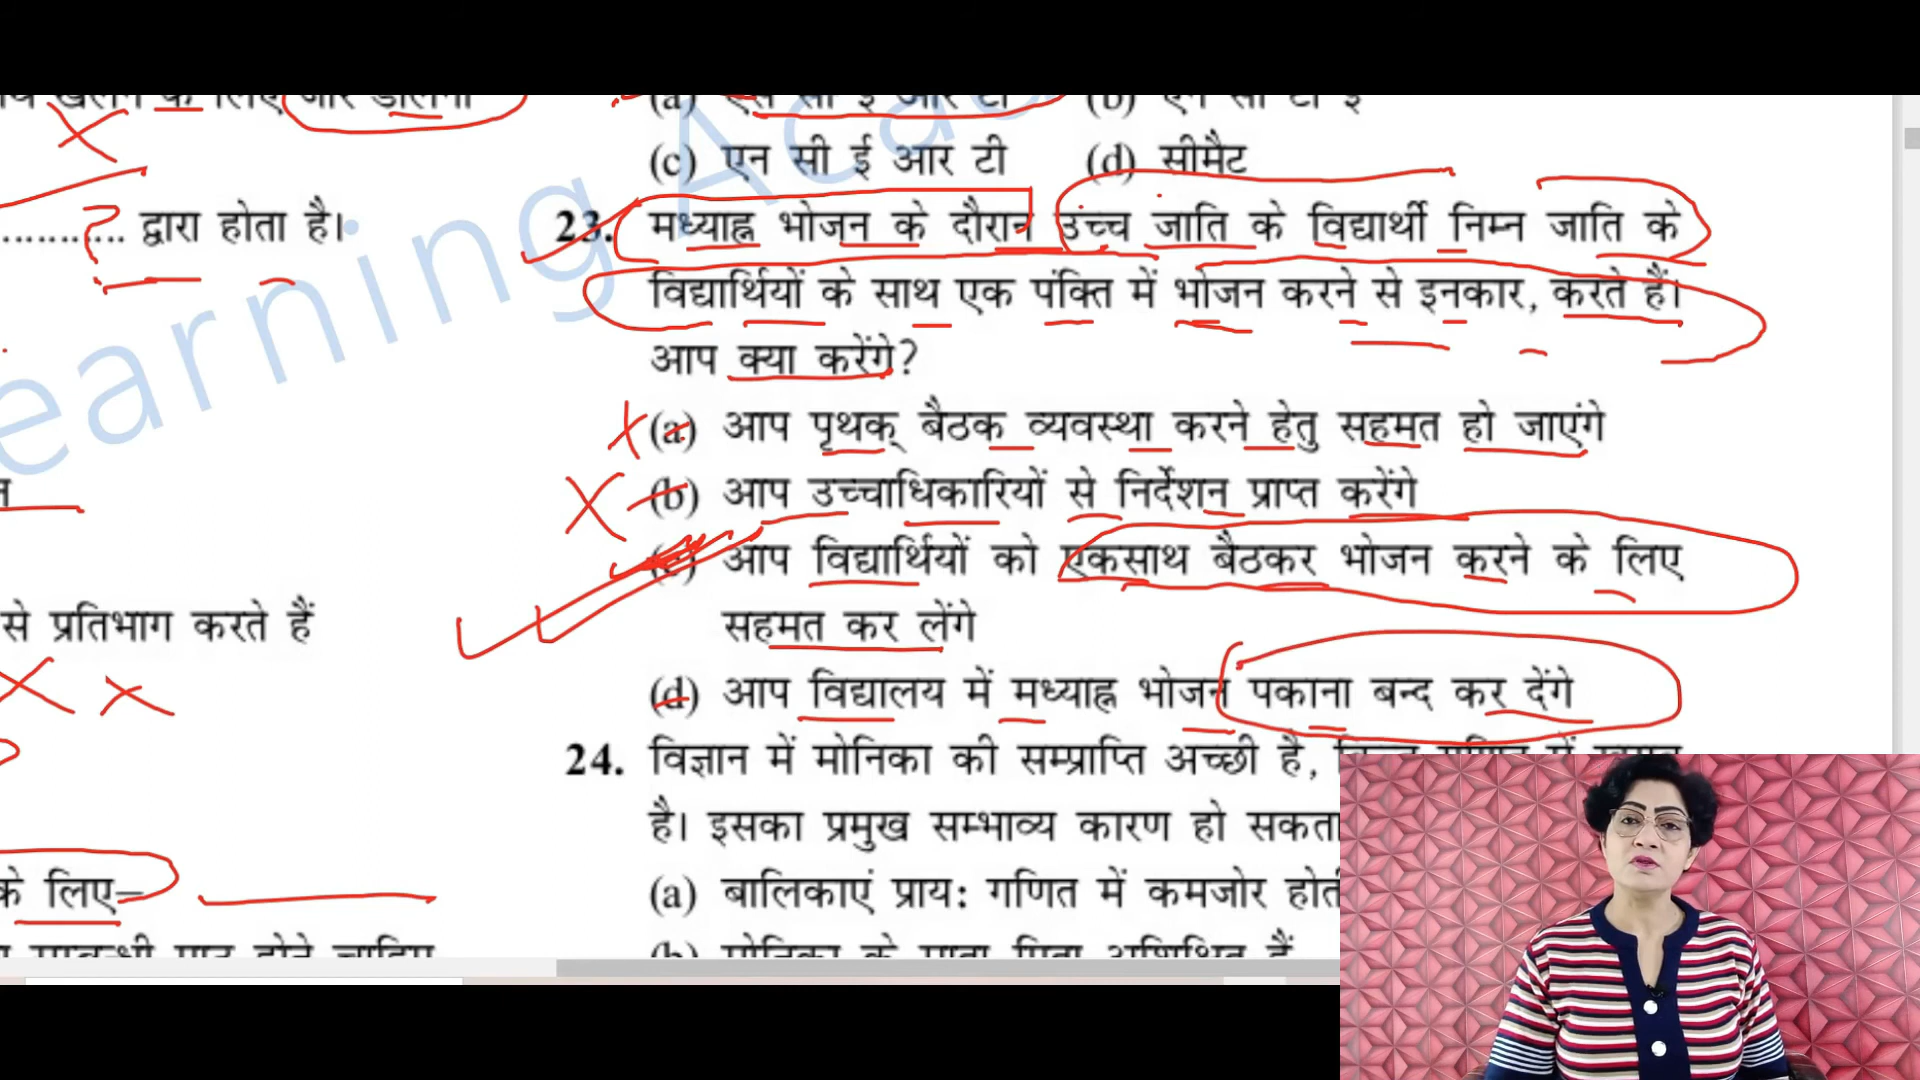 द्वारा होता है।
से प्रतिभाग करते हैं
के लिए–
(c) एन सी ई आर टी (d) सीमैट
23. मध्याह्न भोजन के दौरान उच्च जाति के विद्यार्थी निम्न जाति के
विद्यार्थियों के साथ एक पंक्ति में भोजन करने से इनकार, करते हैं।
आप क्या करेंगे?
(a) आप पृथक् बैठक व्यवस्था करने हेतु सहमत हो जाएंगे
(b) आप उच्चाधिकारियों से निर्देशन प्राप्त करेंगे
(c) आप विद्यार्थियों को एकसाथ बैठकर भोजन करने के लिए
सहमत कर लेंगे
(d) आप विद्यालय में मध्याह्न भोजन पकाना बन्द कर देंगे
24. विज्ञान में मोनिका की सम्प्राप्ति अच्छी है,
है। इसका प्रमुख सम्भाव्य कारण हो सकता
(a) बालिकाएं प्राय: गणित में कमजोर
earning